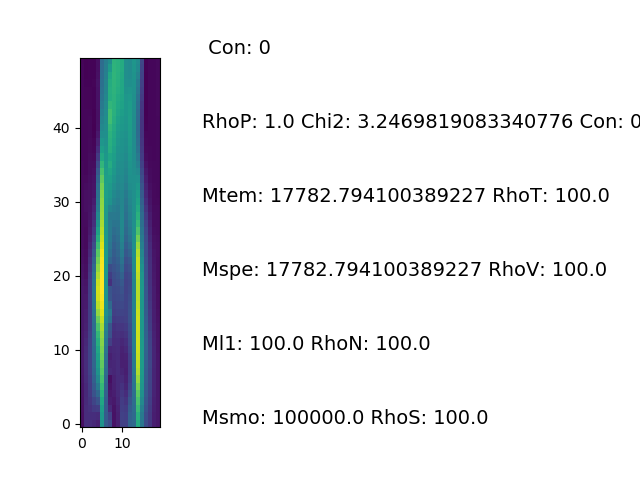 Con: 0
RhoP: 1.0 Chi2: 3.2469819083340776 Con: 0
40
Mtem: 17782.794100389227 RhoT: 100.0
30
Mspe: 17782.794100389227 RhoV: 100.0
20
Ml1: 100.0 RhoN: 100.0
10
Msmo: 100000.0 RhoS: 100.0
0
0 10